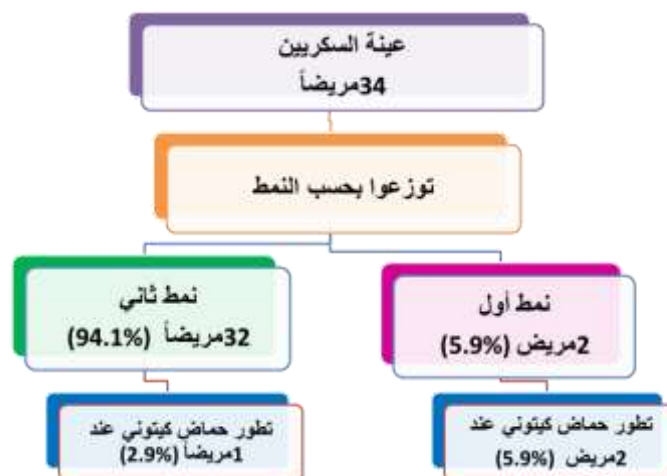 عينة السكريين
34مريضاً
توزعوا بحسب النمط
نمط أول
2مريض (5.9%)
نمط ثاني
32مريضاً (94.1%)
تطور حماض كيتوني عند
2مريض (5.9%)
تطور حماض كيتوني عند
1مريضاً (2.9%)